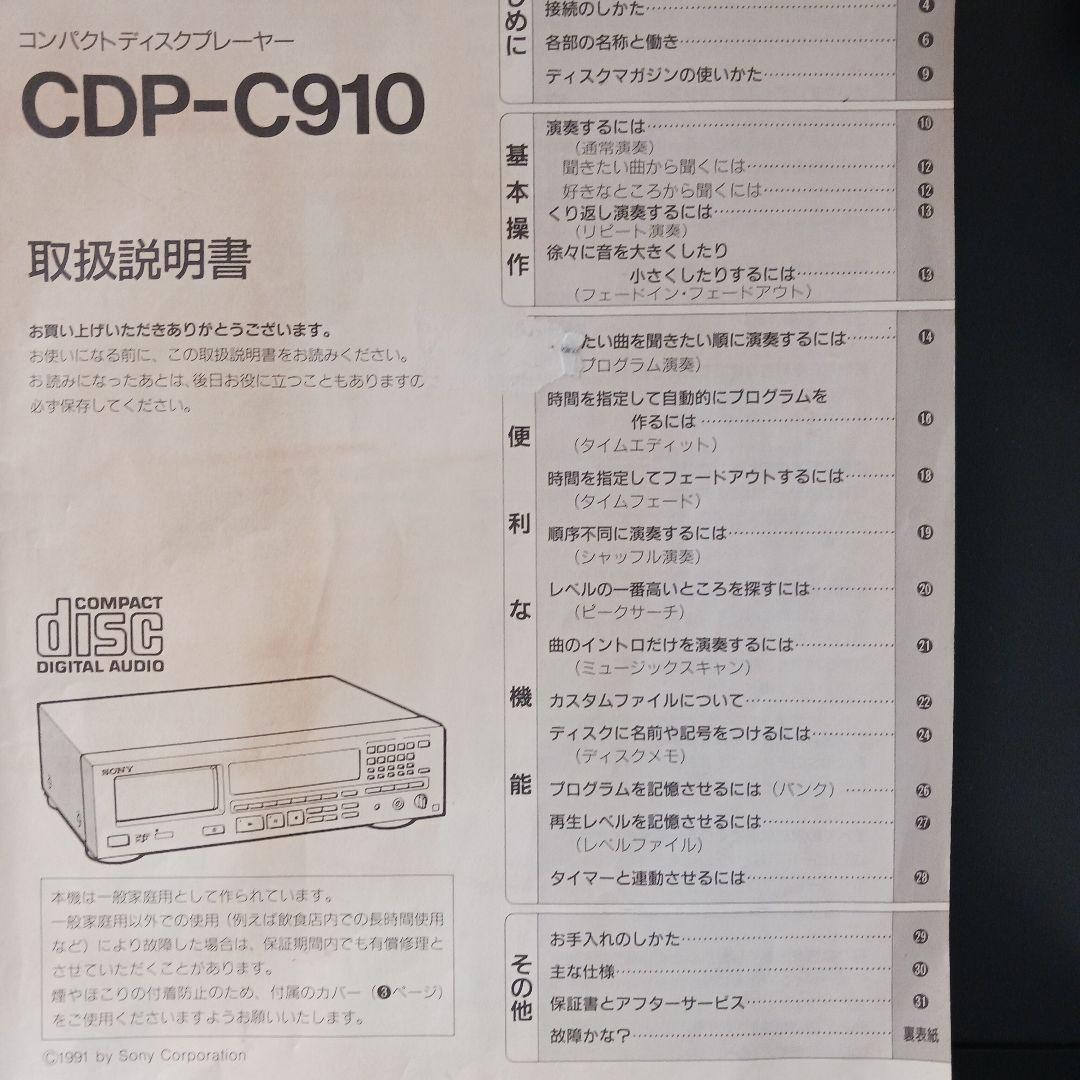 コンパクトディスクプレーヤー
CDP-C910
取扱説明書
お買い上げいただきありがとうございます。
お使いになる前に、この取扱説明書をお読みください。
お読みになったあとは、後日お役に立つこともありますの
必ず保存してください。
COMPACT
disc
DIGITAL AUDIO
SONY
本機は一般家庭用として作られています。
一般家庭用以外での使用（例えば飲食店内での長時間使用
など）により故障した場合は、保証期間内でも有償修理と
させていただくことがあります。
煙やほこりの付着防止のため、付属のカバー（❸ページ）
をご使用くださいますようお願いいたします。
©1991 by Sony Corporation
めに
接続のしかた…… ❹
各部の名称と働き…… ❻
ディスクマガジンの使いかた…… ❾
基本操作
演奏するには…… ❿
（通常演奏）
聞きたい曲から聞くには…… ⓬
好きなところから聞くには…… ⓬
くり返し演奏するには…… ⓭
（リピート演奏）
徐々に音を大きくしたり
小さくしたりするには…… ⓭
（フェードイン・フェードアウト）
便利な機能
たい曲を聞きたい順に演奏するには…… ⓮
プログラム演奏）
時間を指定して自動的にプログラムを
作るには…… ⓰
（タイムエディット）
時間を指定してフェードアウトするには…… ⓲
（タイムフェード）
順序不同に演奏するには…… ⓳
（シャッフル演奏）
レベルの一番高いところを探すには…… ⓴
（ピークサーチ）
曲のイントロだけを演奏するには…… 21
（ミュージックスキャン）
カスタムファイルについて…… 22
ディスクに名前や記号をつけるには…… 24
（ディスクメモ）
プログラムを記憶させるには（バンク）…… 26
再生レベルを記憶させるには…… 27
（レベルファイル）
タイマーと連動させるには…… 28
その他
お手入れのしかた…… 29
主な仕様…… 30
保証書とアフターサービス…… 31
故障かな？…… 裏表紙